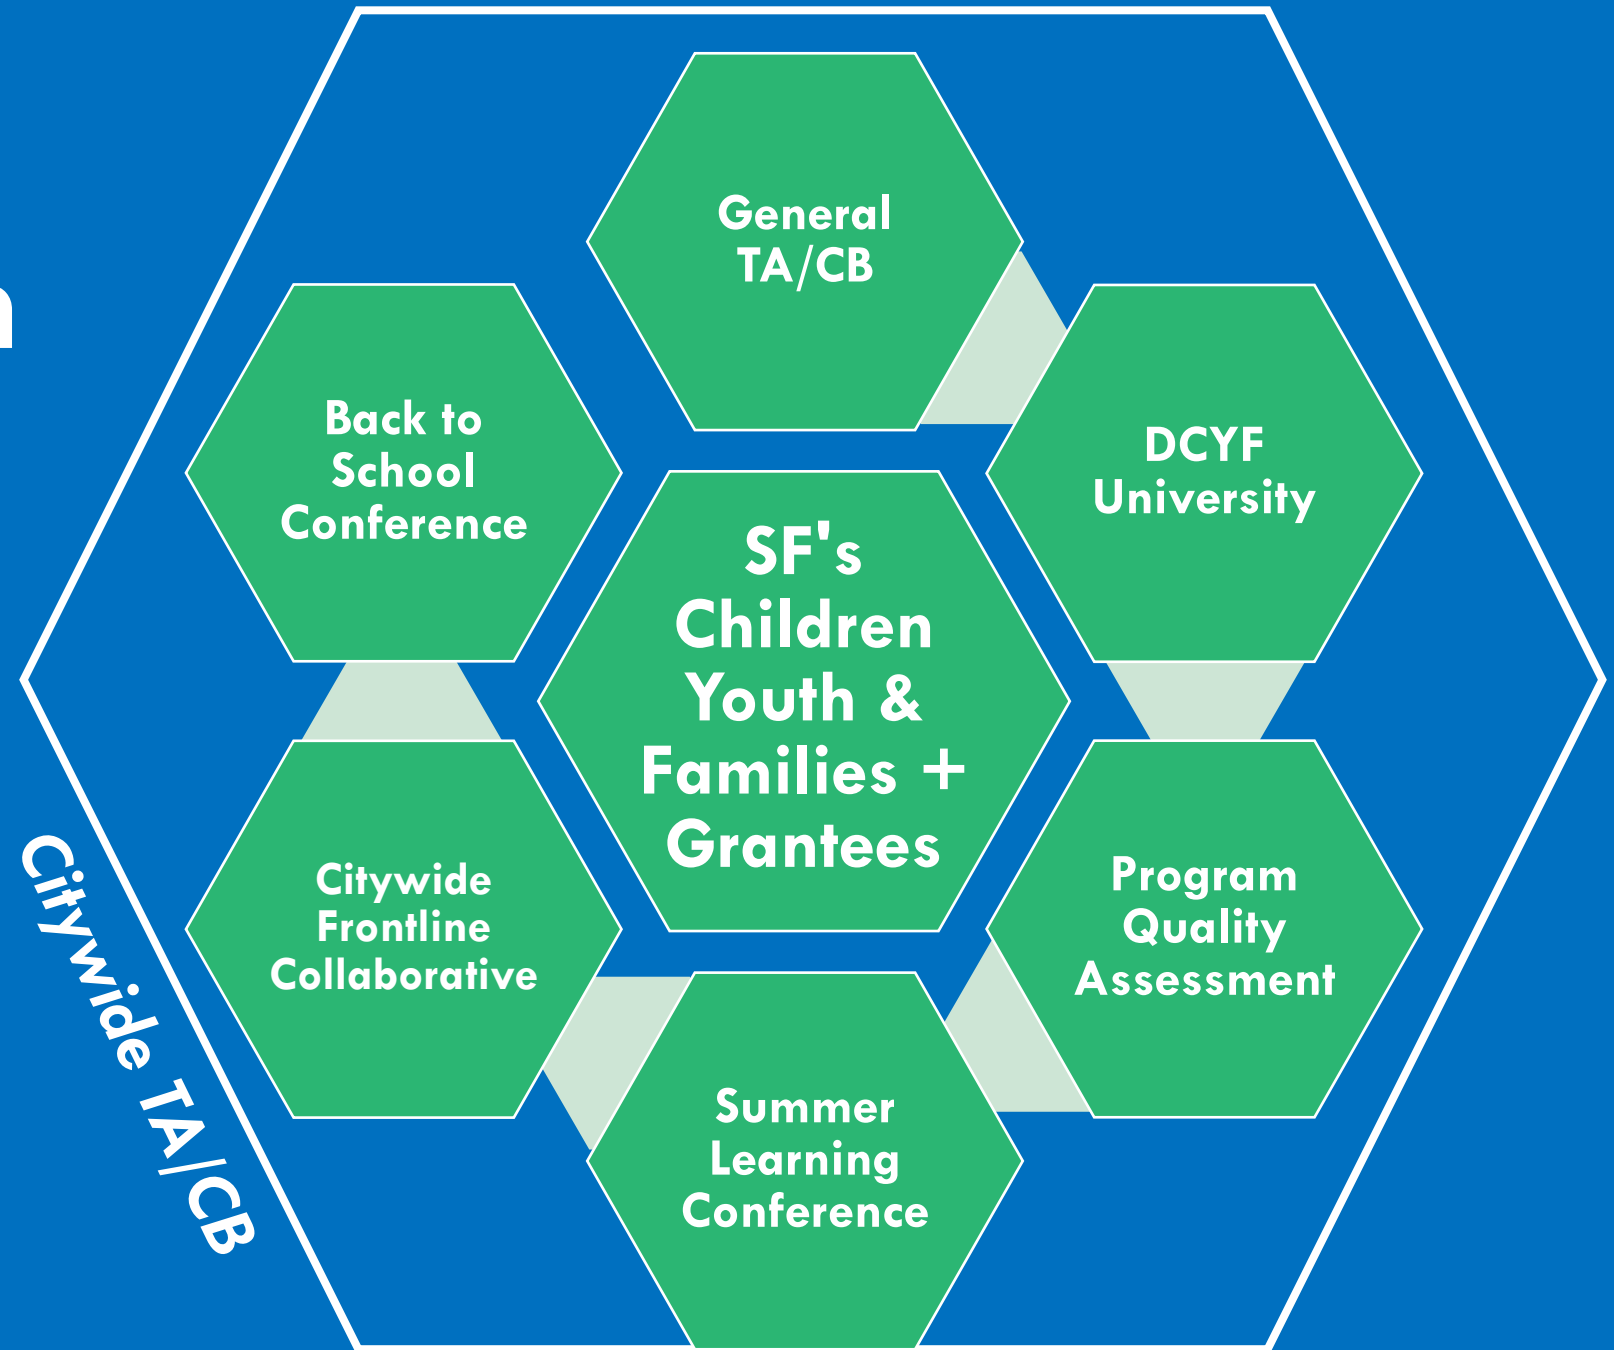 General
TA/CB
Back to
School
Conference
DCYF
University
SF's
Children
Youth &
Families +
Grantees
Citywide
Frontline
Collaborative
Program
Quality
Assessment
Summer
Learning
Conference
Citywide TA/CB